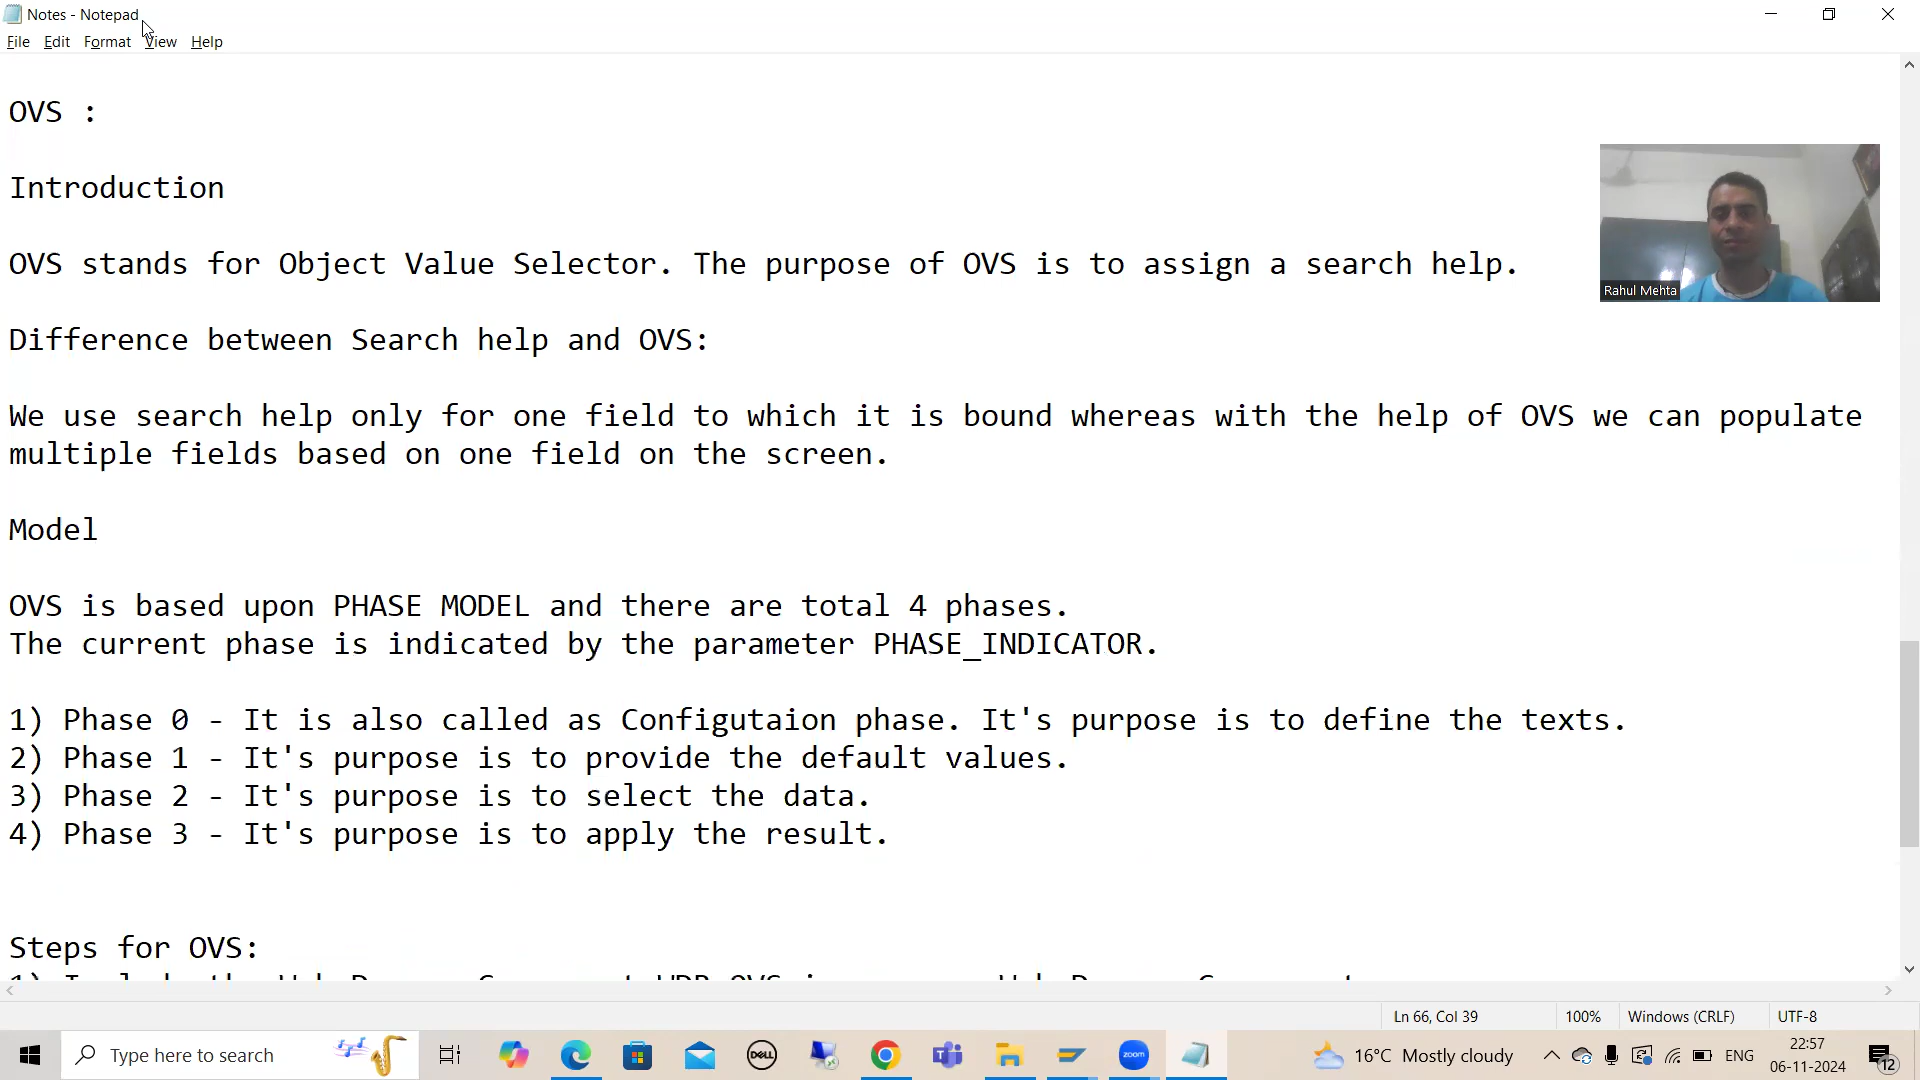 Notes - Notepad
File Edit Format View Help
OVS :
Introduction
OVS stands for Object Value Selector. The purpose of OVS is to assign a search help.
Rahul Mehta
Difference between Search help and OVS:
We use search help only for one field to which it is bound whereas with the help of OVS we can populate
multiple fields based on one field on the screen.
Model
OVS is based upon PHASE MODEL and there are total 4 phases.
The current phase is indicated by the parameter PHASE_INDICATOR.
1) Phase 0 - It is also called as Configutaion phase. It's purpose is to define the texts.
2) Phase 1 - It's purpose is to provide the default values.
3) Phase 2 - It's purpose is to select the data.
4) Phase 3 - It's purpose is to apply the result.
Steps for OVS:
Ln 66, Col 39 100% Windows (CRLF) UTF-8
Type here to search
DELL
zoom
16°C Mostly cloudy
ENG
22:57
06-11-2024
12